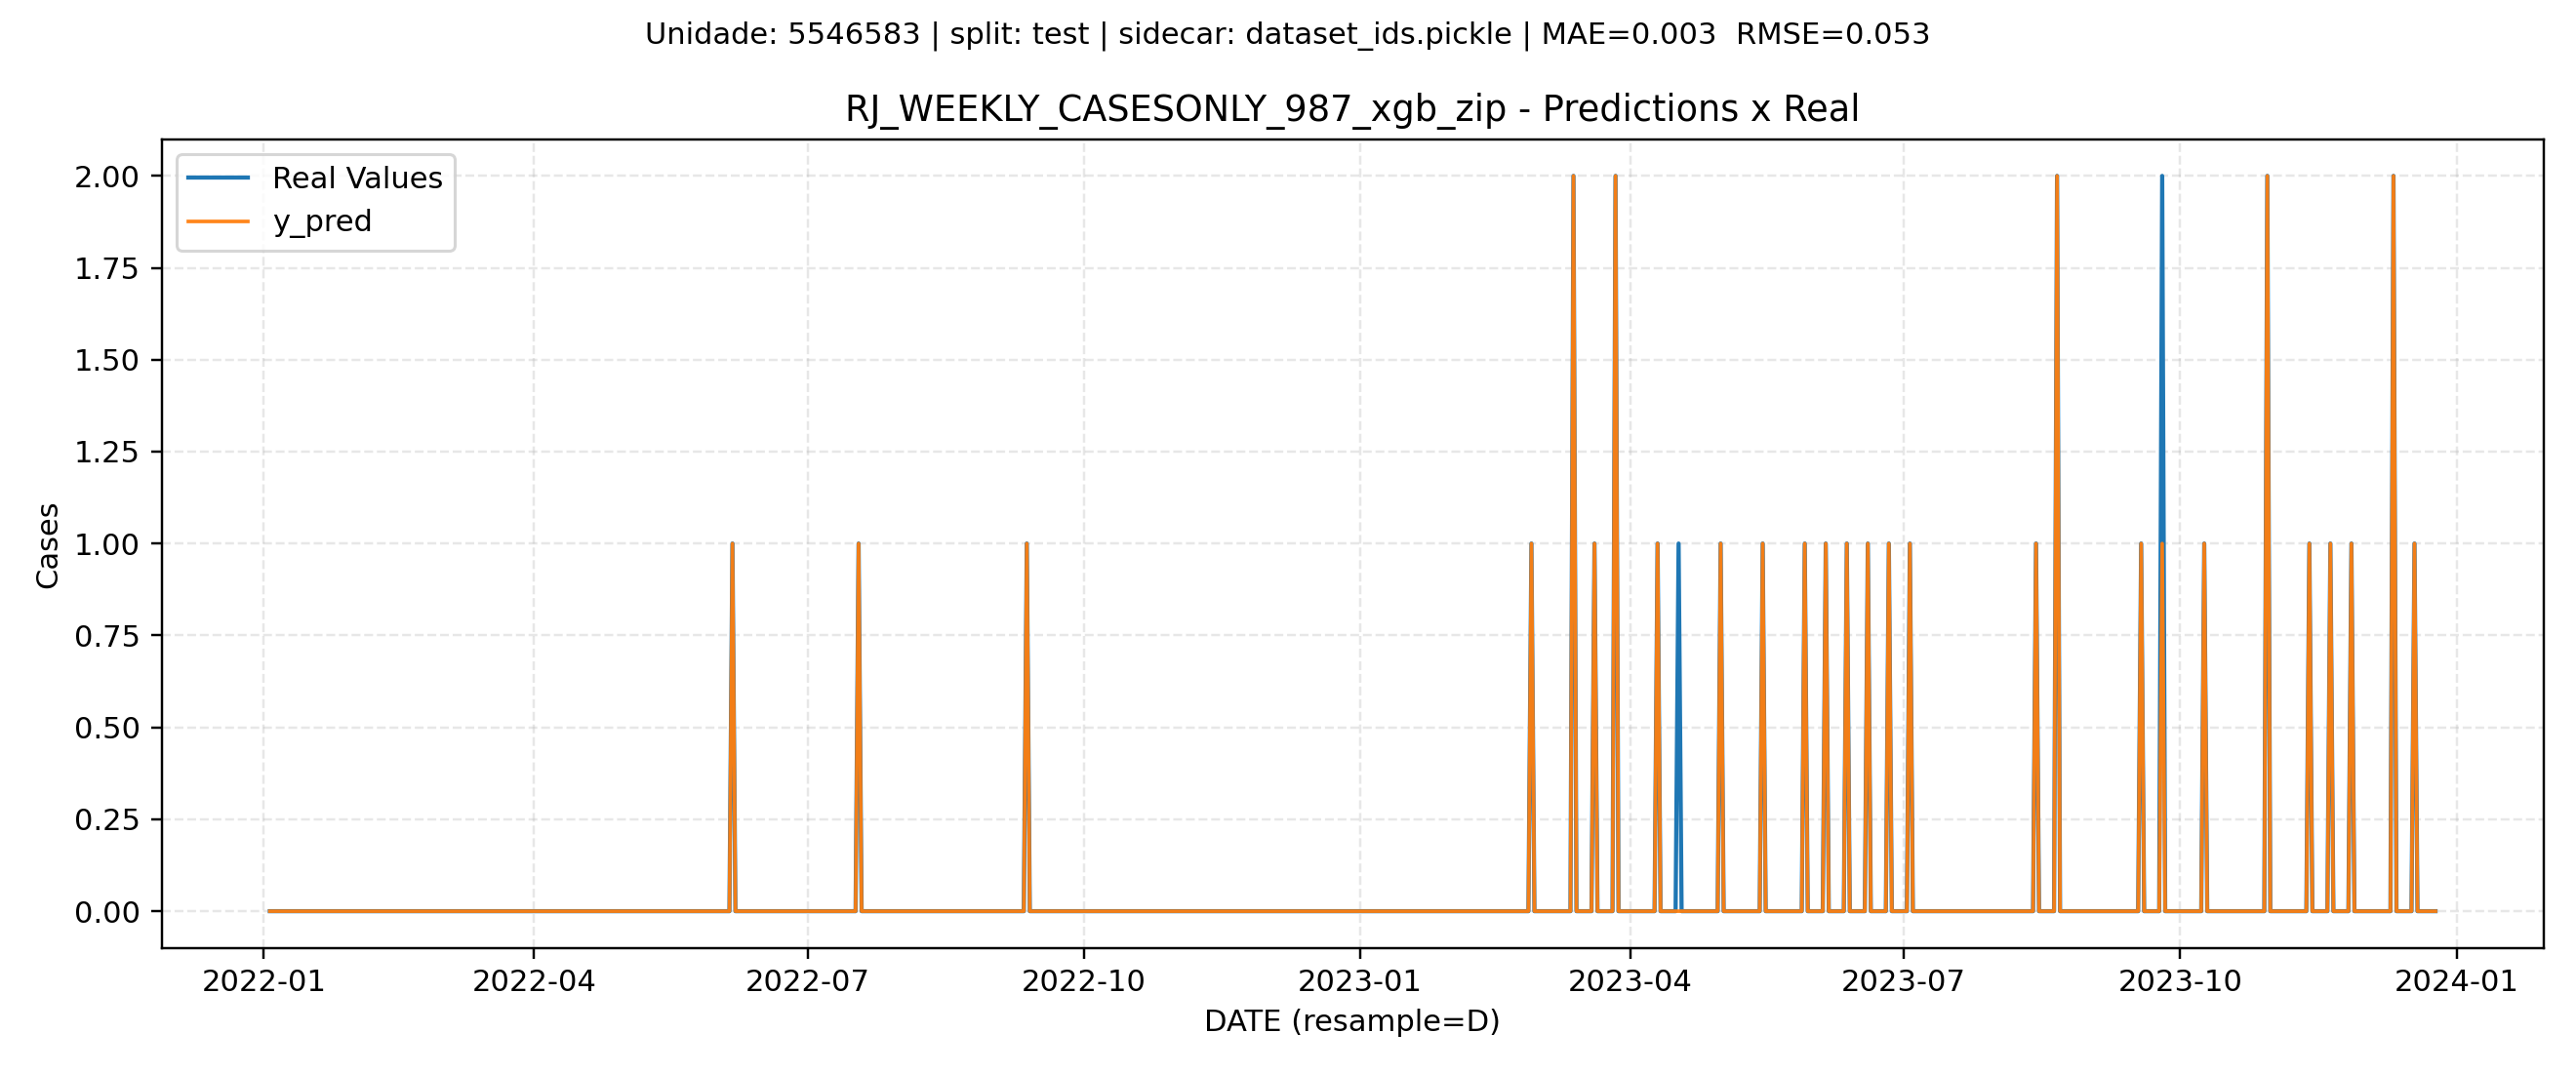 Unidade: 5546583 | split: test | sidecar: dataset_ids.pickle | MAE=0.003  RMSE=0.053
RJ_WEEKLY_CASESONLY_987_xgb_zip - Predictions x Real
Real Values
y_pred
2.00
1.75
1.50
1.25
1.00
0.75
0.50
0.25
0.00
Cases
2022-01 2022-04 2022-07 2022-10 2023-01 2023-04 2023-07 2023-10 2024-01
DATE (resample=D)